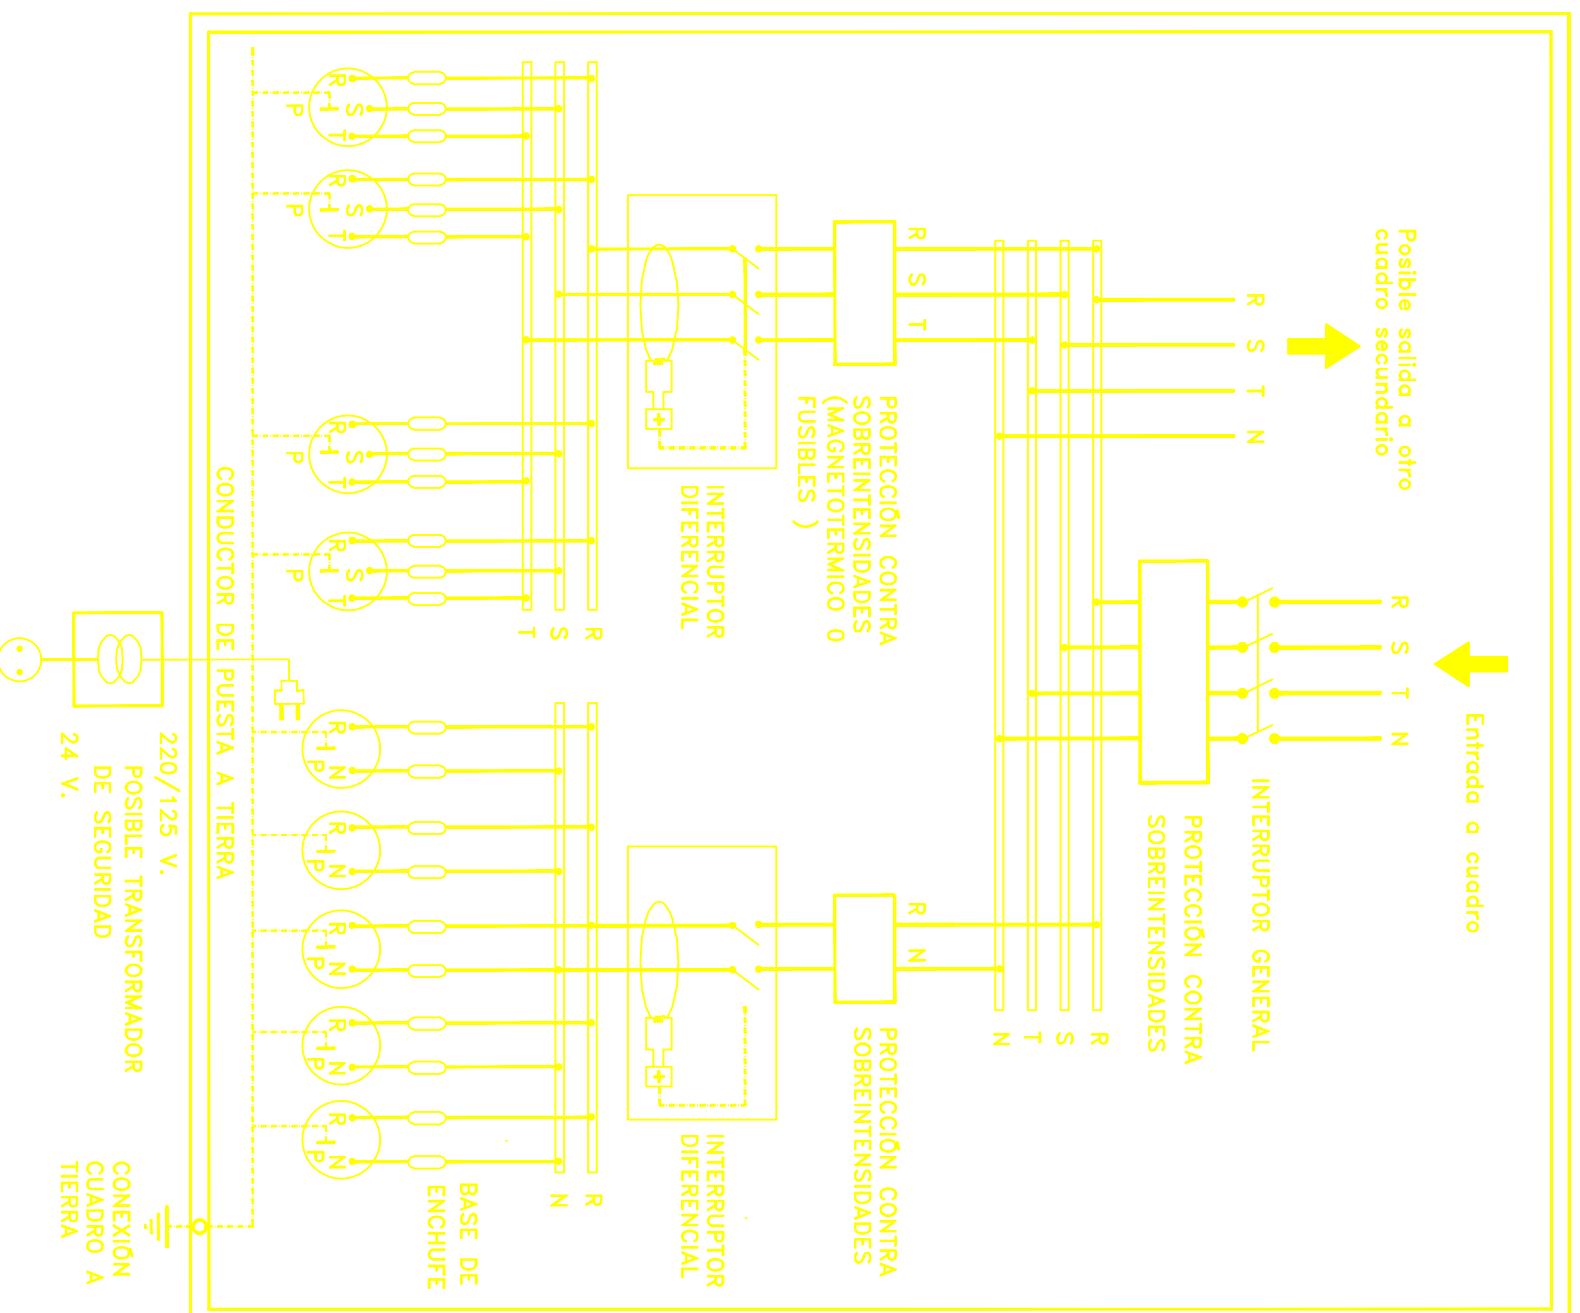 Entrada a cuadro
Posible salida a otro
cuadro secundario
R S T N
R S T N
INTERRUPTOR GENERAL
PROTECCIÓN CONTRA
SOBREINTENSIDADES
R
S
T
N
R S T
R N
PROTECCIÓN CONTRA
SOBREINTENSIDADES
(MAGNETOTERMICO O
FUSIBLES )
PROTECCIÓN CONTRA
SOBREINTENSIDADES
INTERRUPTOR
DIFERENCIAL
INTERRUPTOR
DIFERENCIAL
R
S
T
R
N
BASE DE
ENCHUFE
R S T
P
R S T
P
R S T
P
R S T
P
R N
P
R N
P
R N
P
R N
P
R N
P
CONDUCTOR DE PUESTA A TIERRA
220/125 V.
POSIBLE TRANSFORMADOR
DE SEGURIDAD
24 V.
CONEXIÓN
CUADRO A
TIERRA